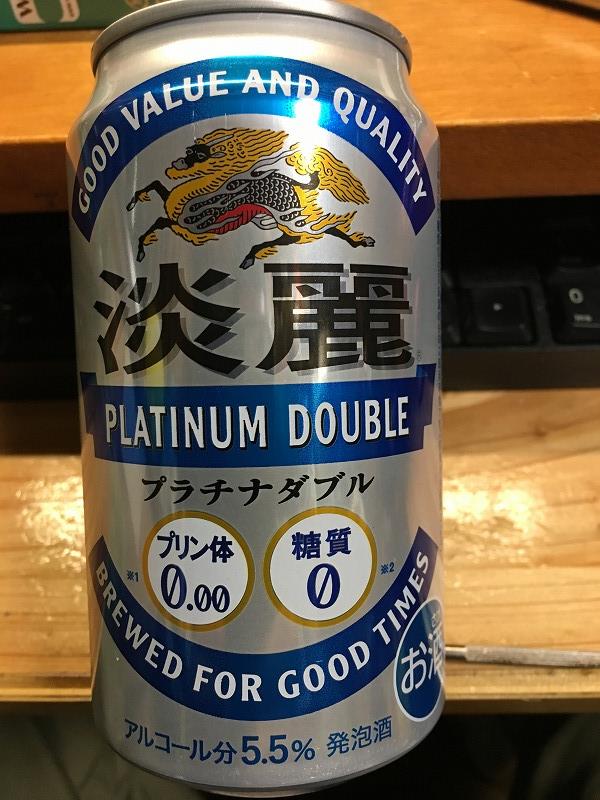 GOOD VALUE AND QUALITY
淡麗
PLATINUM DOUBLE
プラチナダブル
プリン体
0.00
※1
糖質
0
※2
BREWED FOR GOOD TIMES
お酒
アルコール分5.5% 発泡酒